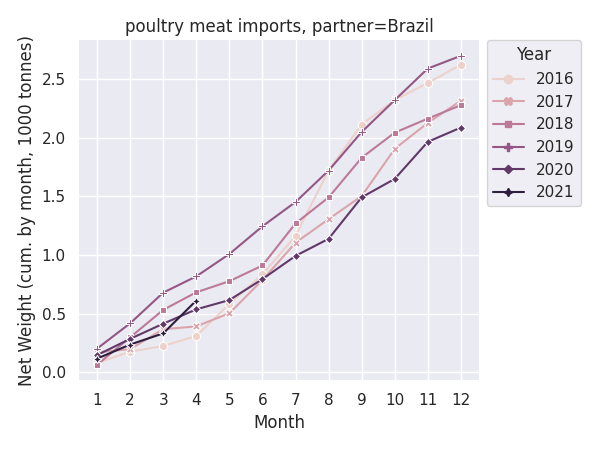 poultry meat imports, partner=Brazil
Net Weight (cum. by month, 1000 tonnes)
2.5
2.0
1.5
1.0
0.5
0.0
1 2 3 4 5 6 7 8 9 10 11 12
Month
Year
2016
2017
2018
2019
2020
2021